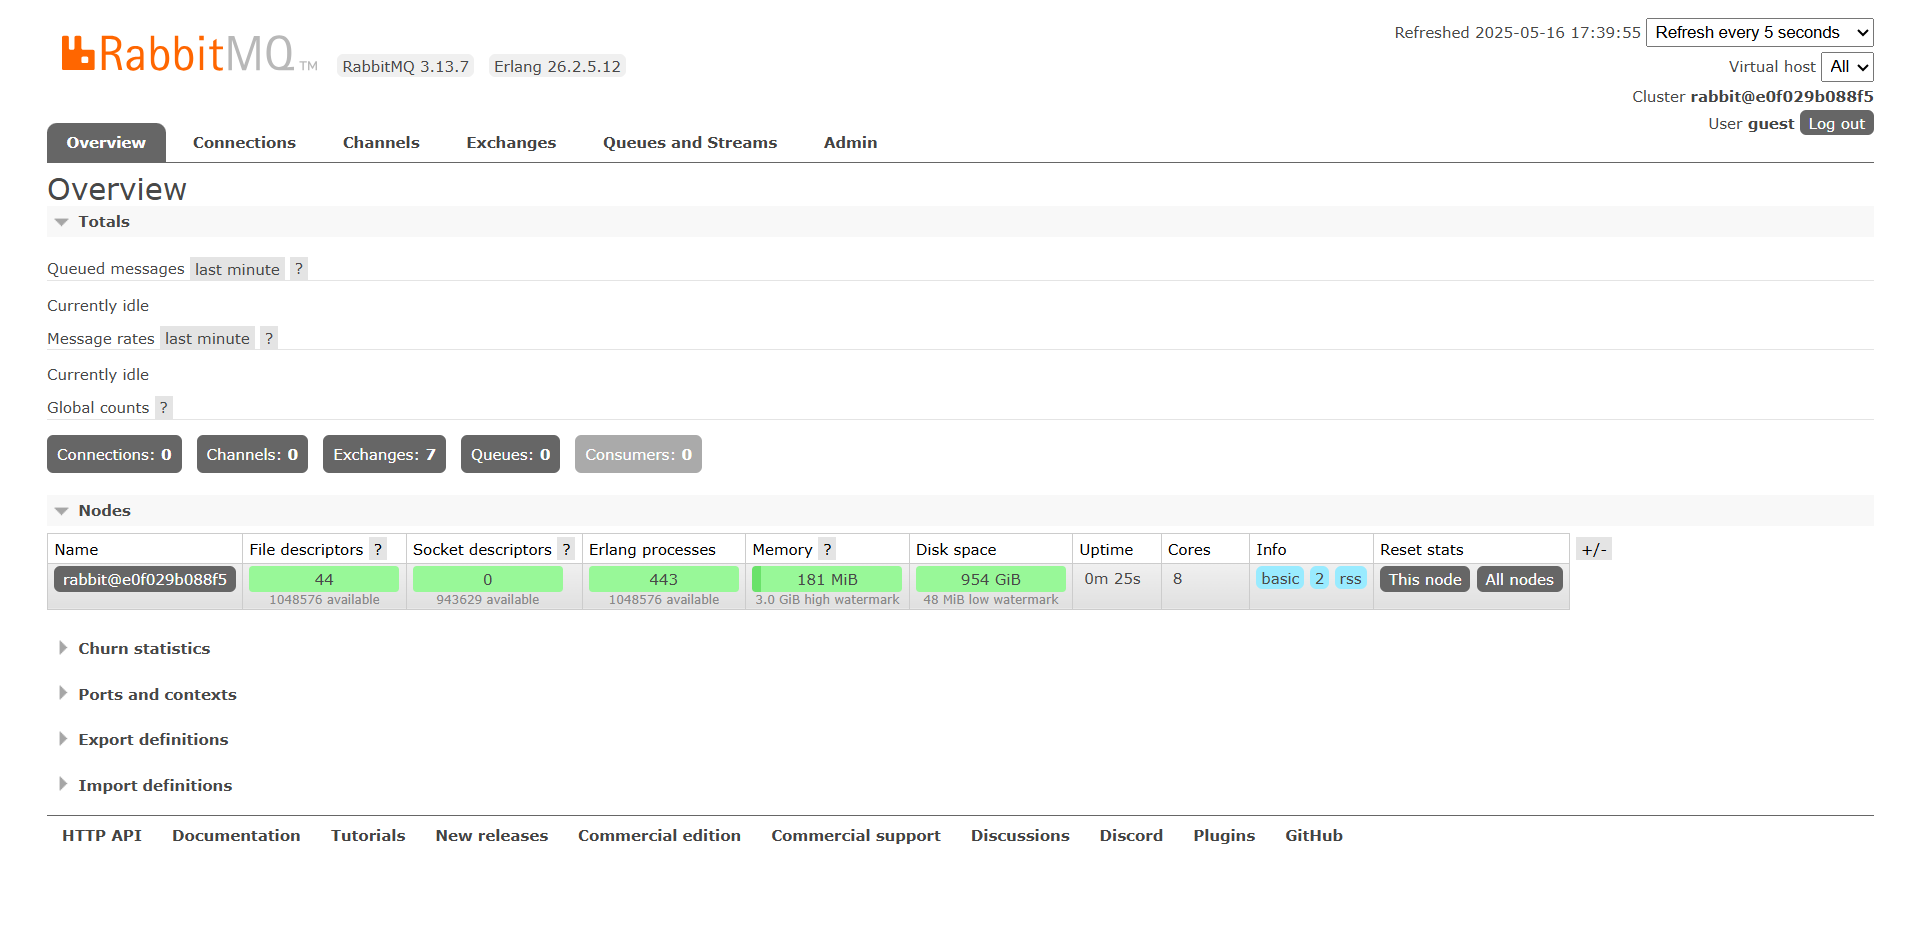 RabbitMQ TM RabbitMQ 3.13.7 Erlang 26.2.5.12
Refreshed 2025-05-16 17:39:55 Refresh every 5 seconds
Virtual host All
Cluster rabbit@e0f029b088f5
User guest Log out
Overview Connections Channels Exchanges Queues and Streams Admin
Overview
Totals
Queued messages last minute ?
Currently idle
Message rates last minute ?
Currently idle
Global counts ?
Connections: 0 Channels: 0 Exchanges: 7 Queues: 0 Consumers: 0
Nodes
Name File descriptors ? Socket descriptors ? Erlang processes Memory ? Disk space Uptime Cores Info Reset stats +/-
rabbit@e0f029b088f5 44 0 443 181 MiB 954 GiB 0m 25s 8 basic 2 rss This node All nodes
1048576 available 943629 available 1048576 available 3.0 GiB high watermark 48 MiB low watermark
Churn statistics
Ports and contexts
Export definitions
Import definitions
HTTP API Documentation Tutorials New releases Commercial edition Commercial support Discussions Discord Plugins GitHub